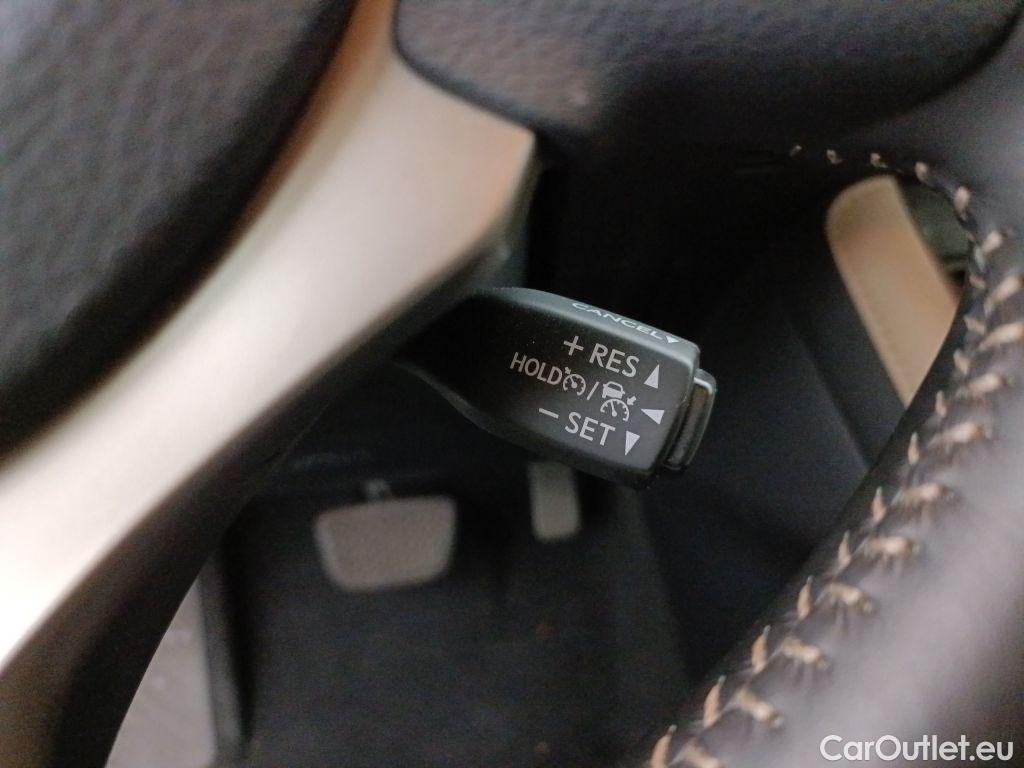 CANCEL▼
+ RES ▲
HOLD / ◀
− SET ▼
CarOutlet.eu